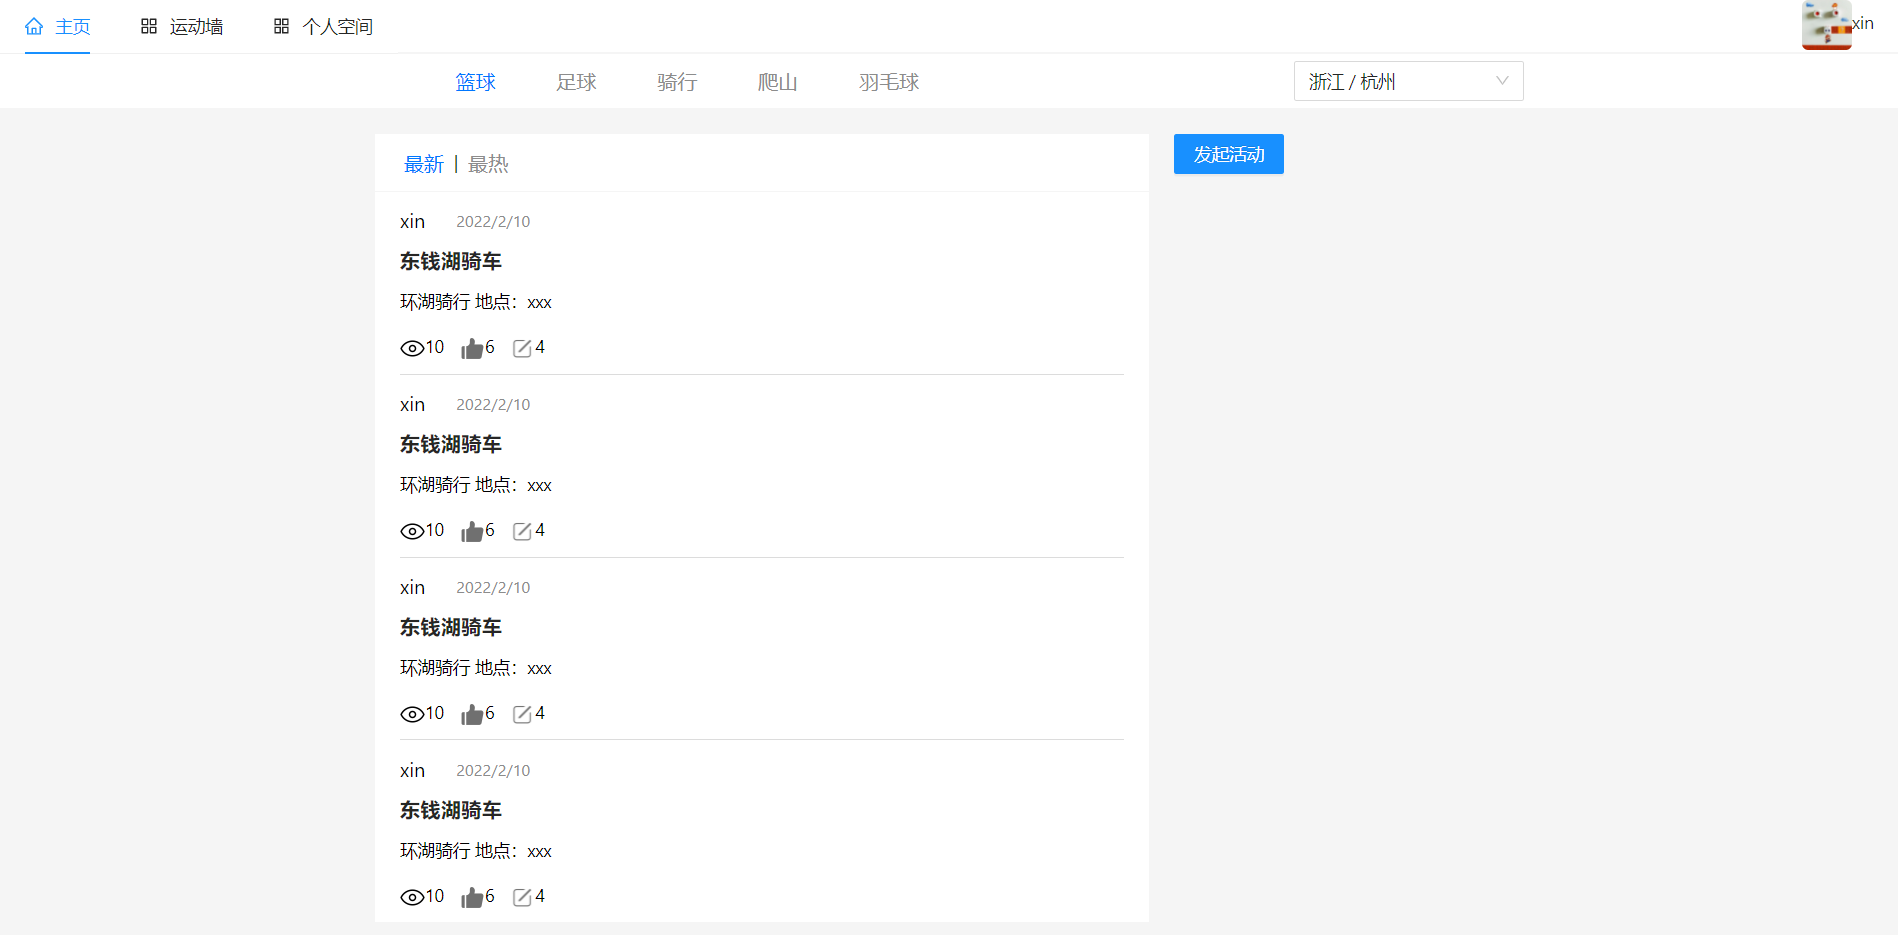 主页 运动墙 个人空间 xin
篮球 足球 骑行 爬山 羽毛球 浙江 / 杭州
最新 | 最热 发起活动
xin 2022/2/10
东钱湖骑车
环湖骑行 地点：xxx
10 6 4
xin 2022/2/10
东钱湖骑车
环湖骑行 地点：xxx
10 6 4
xin 2022/2/10
东钱湖骑车
环湖骑行 地点：xxx
10 6 4
xin 2022/2/10
东钱湖骑车
环湖骑行 地点：xxx
10 6 4